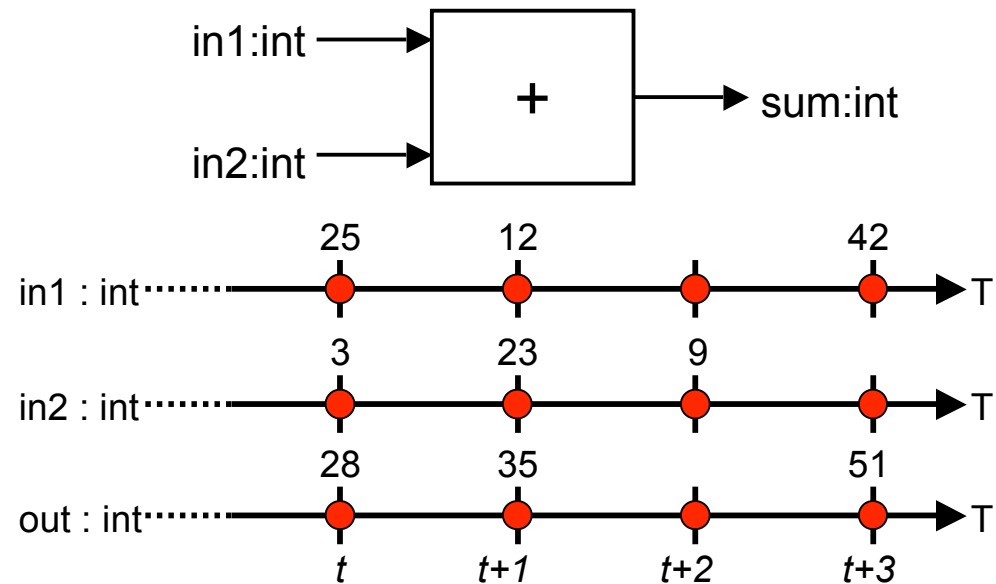 in1:int
+
sum:int
in2:int
25 12 42
in1 : int T
3 23 9
in2 : int T
28 35 51
out : int T
t t+1 t+2 t+3